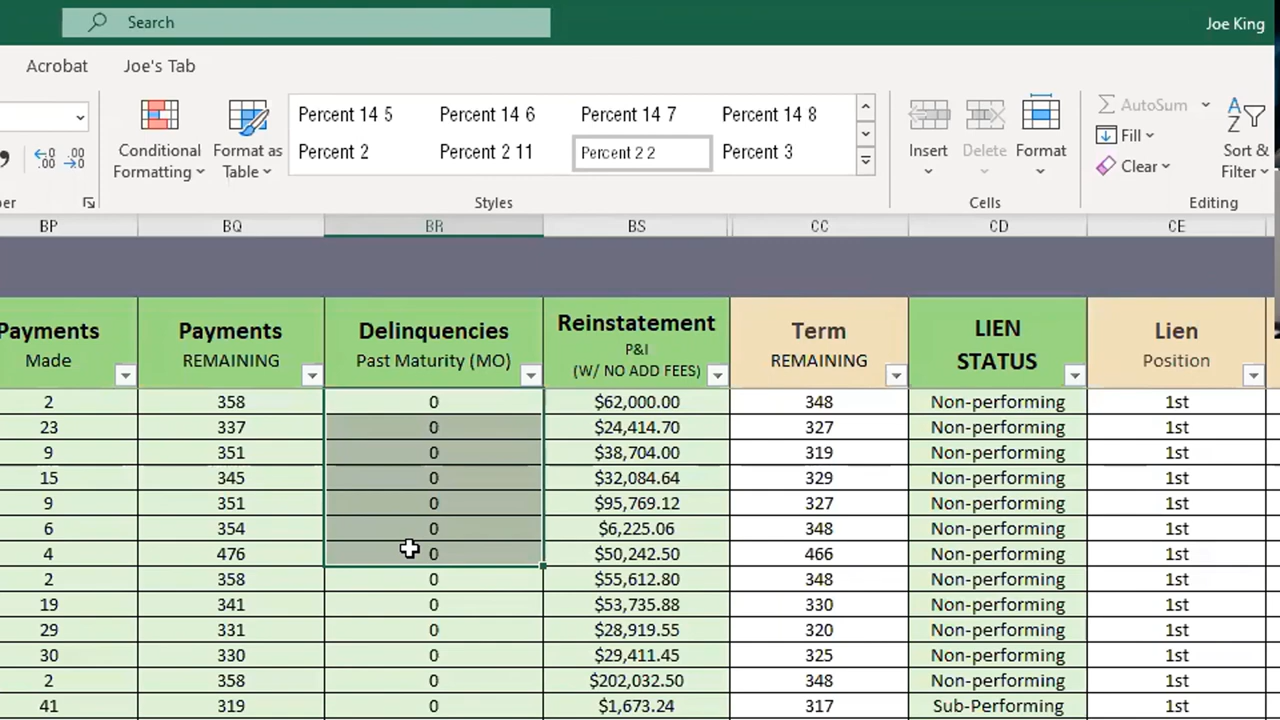 Search
Joe King
Acrobat Joe's Tab
Percent 14 5 Percent 14 6 Percent 14 7 Percent 14 8
AutoSum
Percent 2 Percent 2 11 Percent 2 2 Percent 3
Conditional Formatting
Format as Table
Insert
Delete
Format
Fill
Clear
Sort & Filter
Styles
Cells
Editing
BP BQ BR BS CC CD CE
Payments Made
Payments REMAINING
Delinquencies Past Maturity (MO)
Reinstatement P&I (W/ NO ADD FEES)
Term REMAINING
LIEN STATUS
Lien Position
2 358 0 $62,000.00 348 Non-performing 1st
23 337 0 $24,414.70 327 Non-performing 1st
9 351 0 $38,704.00 319 Non-performing 1st
15 345 0 $32,084.64 329 Non-performing 1st
9 351 0 $95,769.12 327 Non-performing 1st
6 354 0 $6,225.06 348 Non-performing 1st
4 476 0 $50,242.50 466 Non-performing 1st
2 358 0 $55,612.80 348 Non-performing 1st
19 341 0 $53,735.88 330 Non-performing 1st
29 331 0 $28,919.55 320 Non-performing 1st
30 330 0 $29,411.45 325 Non-performing 1st
2 358 0 $202,032.50 348 Non-performing 1st
41 319 0 $1,673.24 317 Sub-Performing 1st